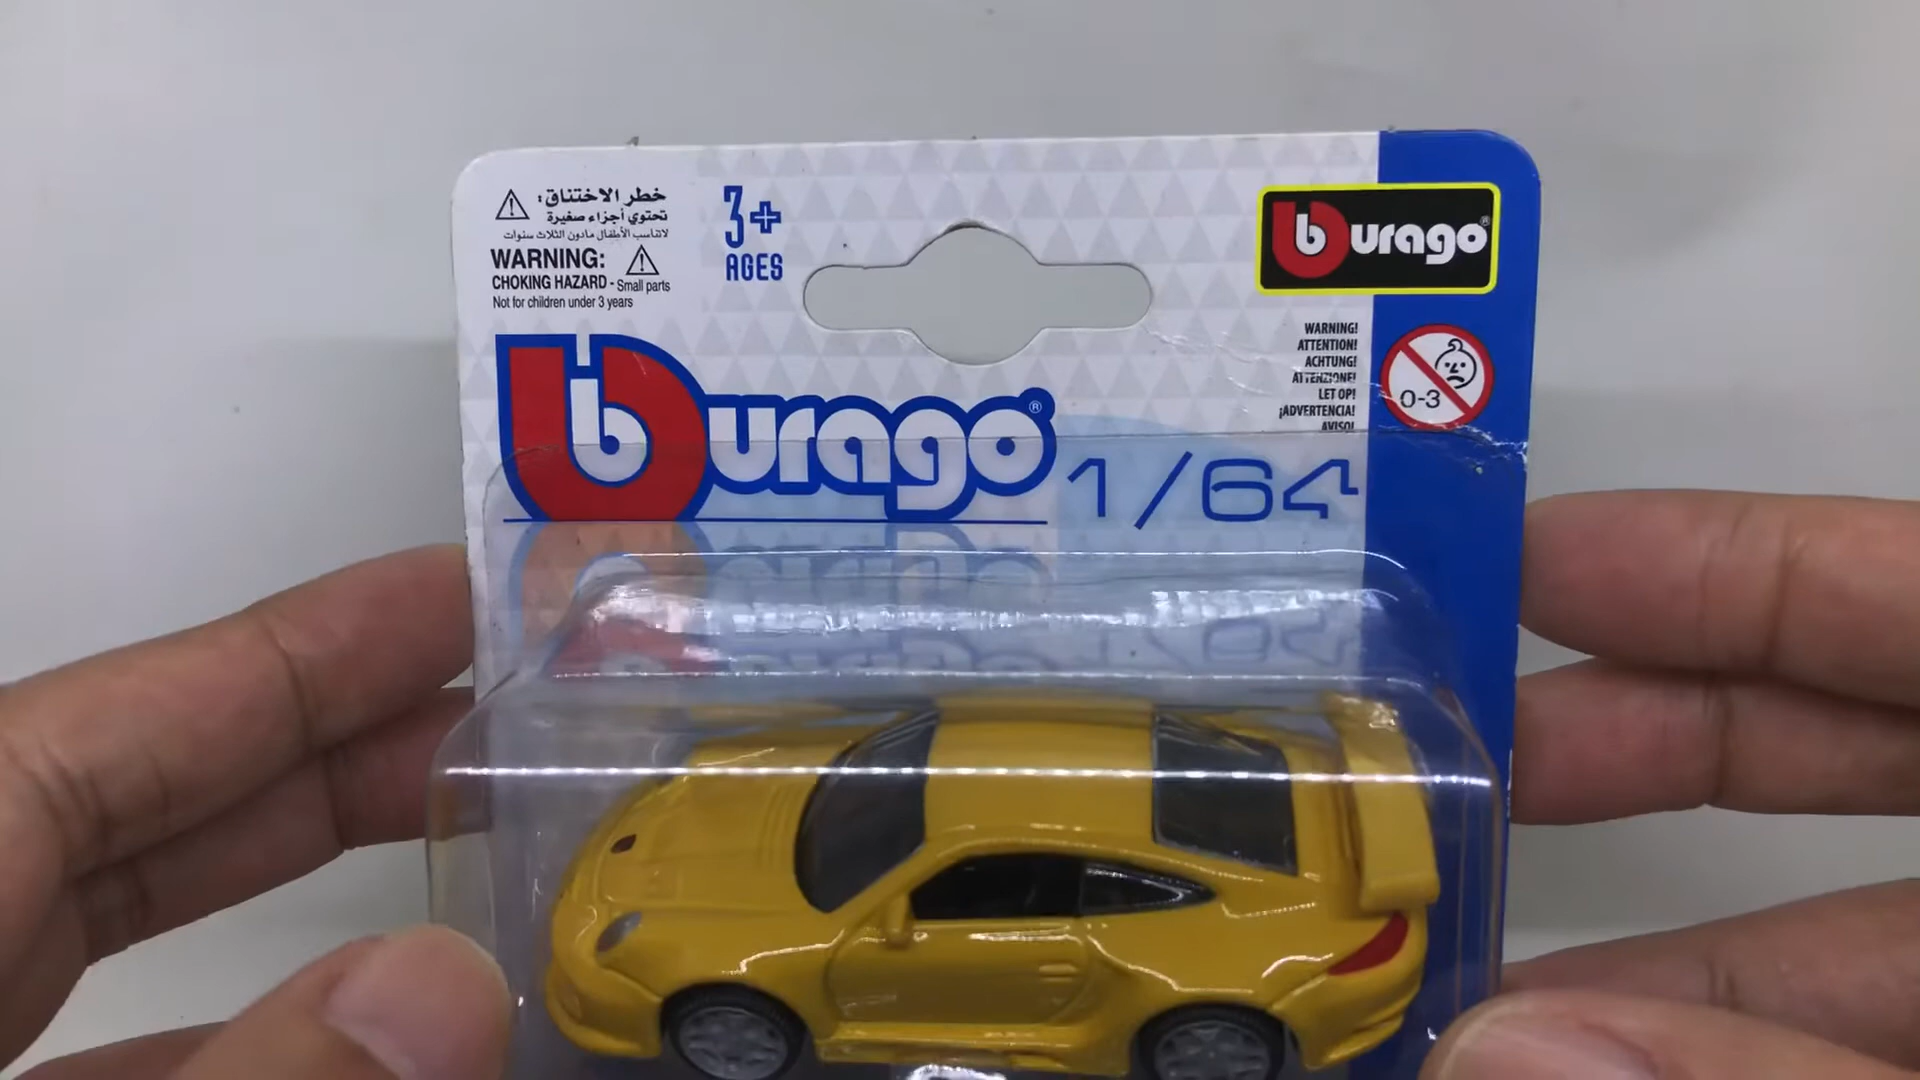 خطر الاختناق:
تحتوي أجزاء صغيرة
لاتناسب الأطفال مادون الثلاث سنوات
WARNING:
CHOKING HAZARD - Small parts
Not for children under 3 years
3+
AGES
burago®
WARNING!
ATTENTION!
ACHTUNG!
ATTENZIONE!
LET OP!
¡ADVERTENCIA!
AVISO!
0-3
burago®
1/64